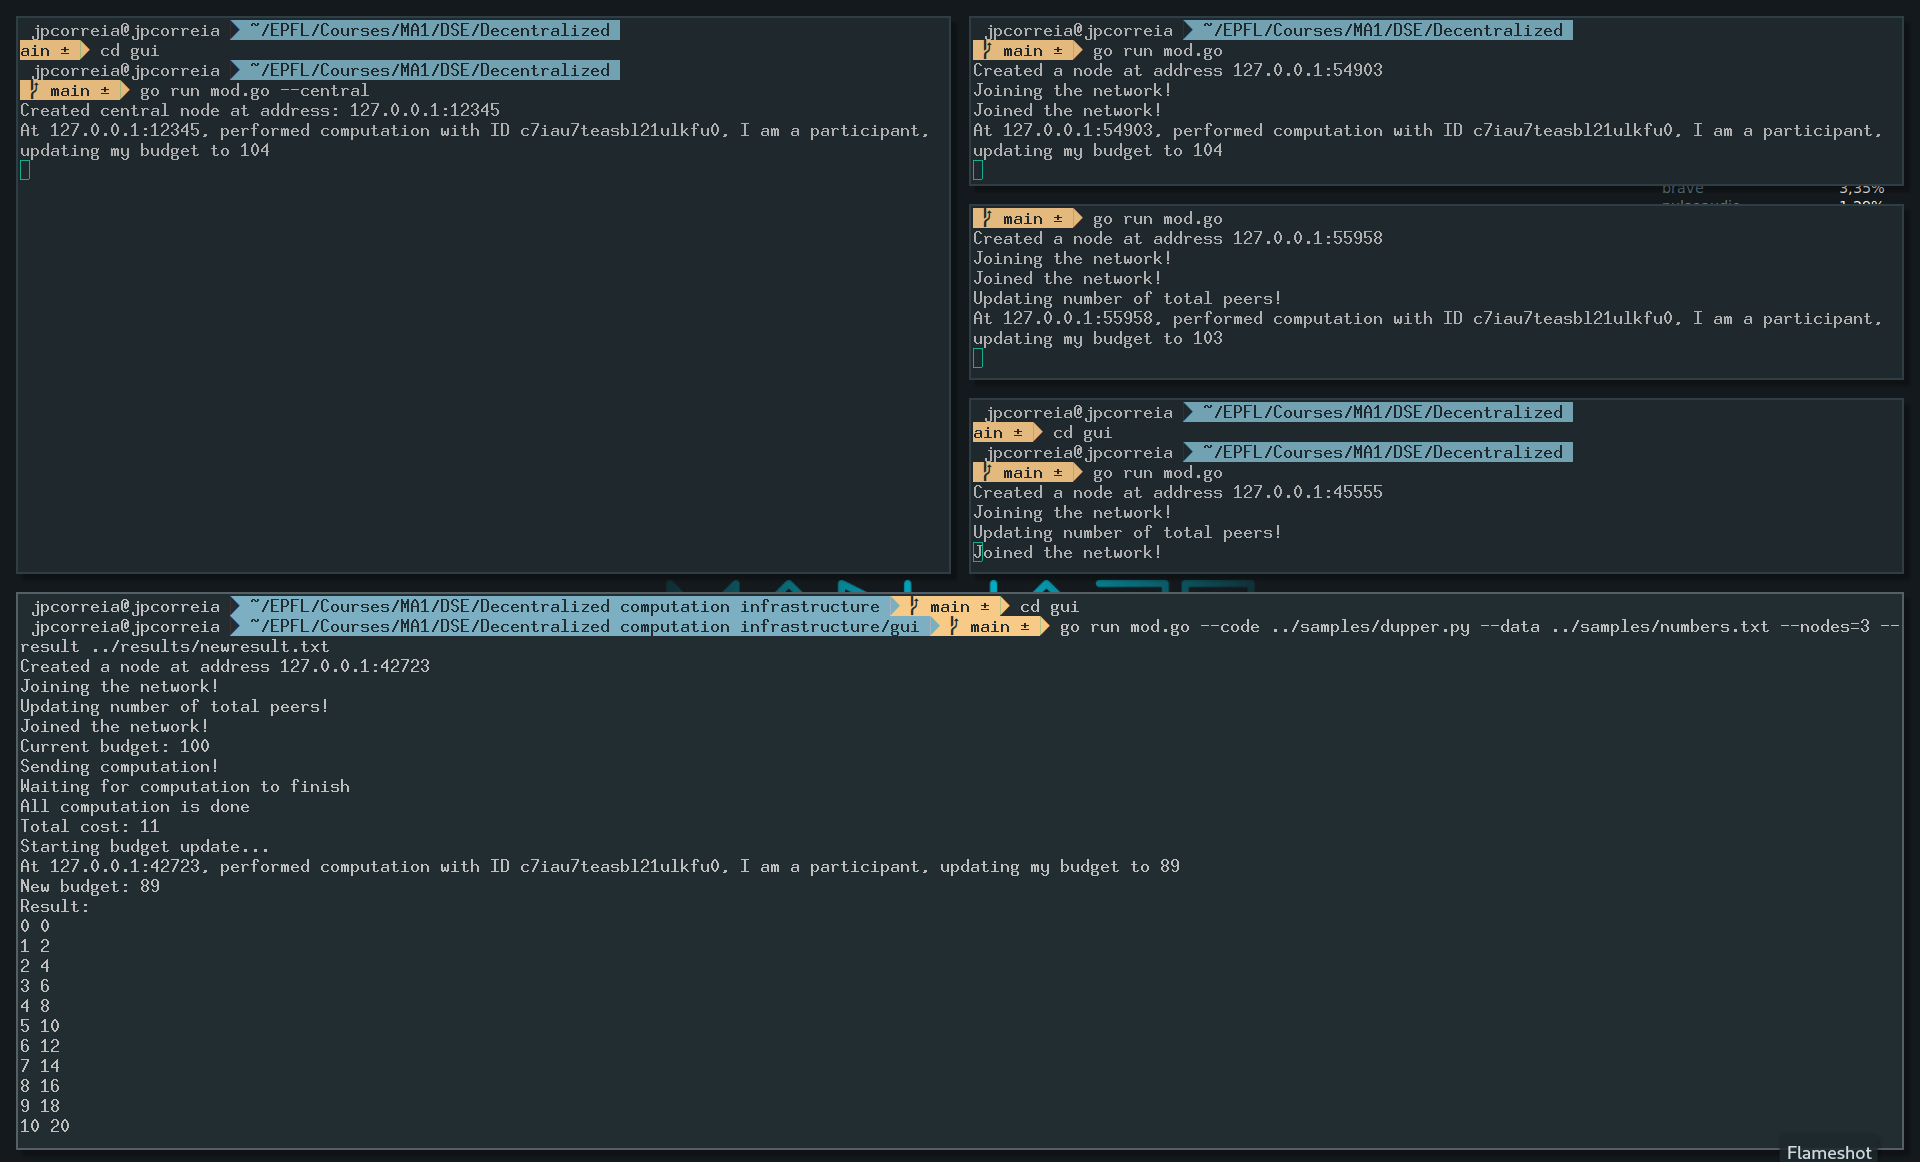 jpcorreia@jpcorreia ~/EPFL/Courses/MA1/DSE/Decentralized
ain ± cd gui
jpcorreia@jpcorreia ~/EPFL/Courses/MA1/DSE/Decentralized
main ± go run mod.go --central
Created central node at address: 127.0.0.1:12345
At 127.0.0.1:12345, performed computation with ID c7iau7teasbl21ulkfu0, I am a participant,
updating my budget to 104
jpcorreia@jpcorreia ~/EPFL/Courses/MA1/DSE/Decentralized
main ± go run mod.go
Created a node at address 127.0.0.1:54903
Joining the network!
Joined the network!
At 127.0.0.1:54903, performed computation with ID c7iau7teasbl21ulkfu0, I am a participant,
updating my budget to 104
brave 3,35%
main ± go run mod.go
Created a node at address 127.0.0.1:55958
Joining the network!
Joined the network!
Updating number of total peers!
At 127.0.0.1:55958, performed computation with ID c7iau7teasbl21ulkfu0, I am a participant,
updating my budget to 103
jpcorreia@jpcorreia ~/EPFL/Courses/MA1/DSE/Decentralized
ain ± cd gui
jpcorreia@jpcorreia ~/EPFL/Courses/MA1/DSE/Decentralized
main ± go run mod.go
Created a node at address 127.0.0.1:45555
Joining the network!
Updating number of total peers!
Joined the network!
jpcorreia@jpcorreia ~/EPFL/Courses/MA1/DSE/Decentralized computation infrastructure main ± cd gui
jpcorreia@jpcorreia ~/EPFL/Courses/MA1/DSE/Decentralized computation infrastructure/gui main ± go run mod.go --code ../samples/dupper.py --data ../samples/numbers.txt --nodes=3 --
result ../results/newresult.txt
Created a node at address 127.0.0.1:42723
Joining the network!
Updating number of total peers!
Joined the network!
Current budget: 100
Sending computation!
Waiting for computation to finish
All computation is done
Total cost: 11
Starting budget update...
At 127.0.0.1:42723, performed computation with ID c7iau7teasbl21ulkfu0, I am a participant, updating my budget to 89
New budget: 89
Result:
0 0
1 2
2 4
3 6
4 8
5 10
6 12
7 14
8 16
9 18
10 20
Flameshot